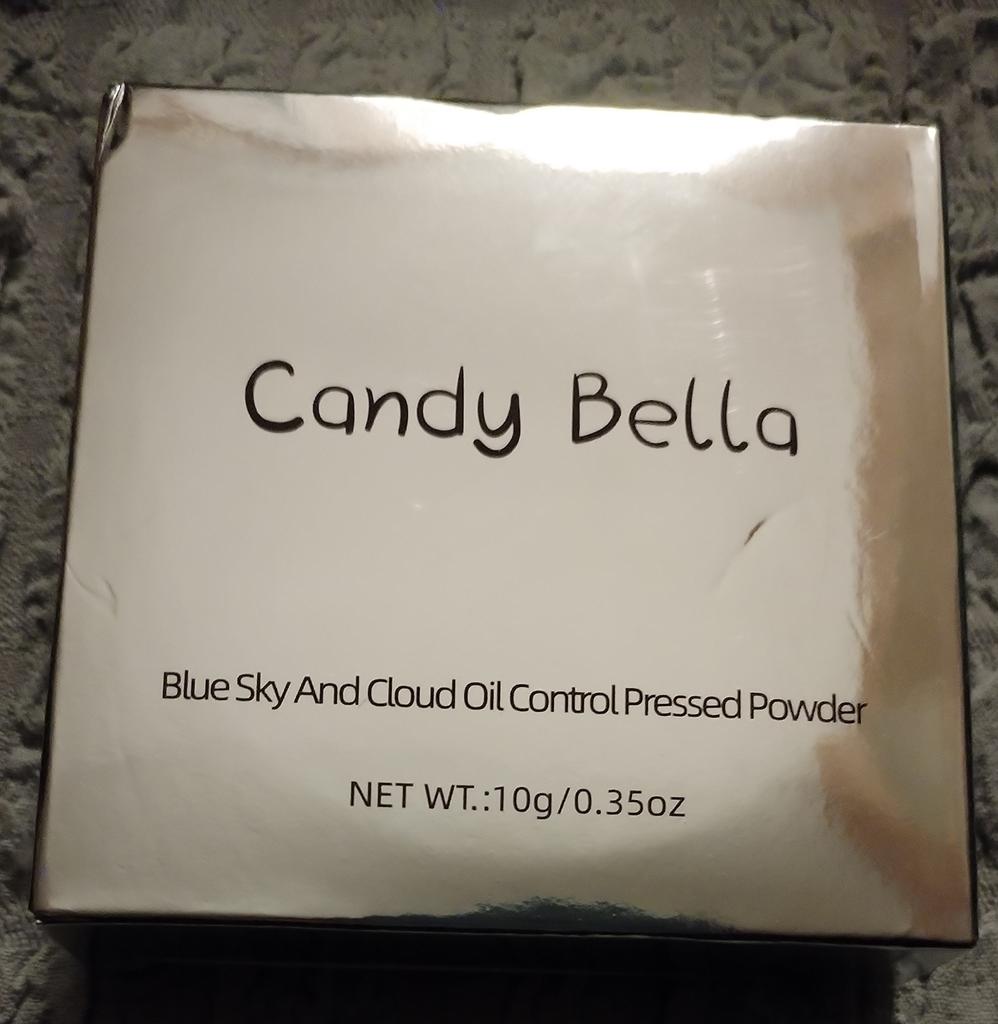 Candy Bella
Blue Sky And Cloud Oil Control Pressed Powder
NET WT.:10g/0.35oz